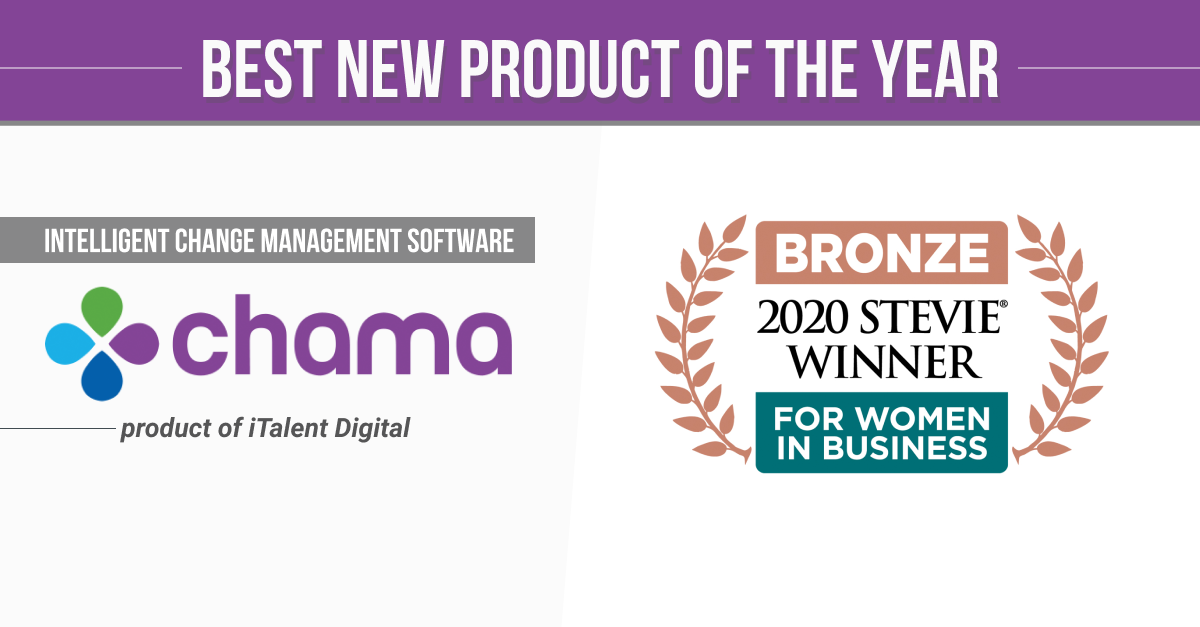 BEST NEW PRODUCT OF THE YEAR
INTELLIGENT CHANGE MANAGEMENT SOFTWARE
chama
product of iTalent Digital
BRONZE
2020 STEVIE®
WINNER
FOR WOMEN
IN BUSINESS